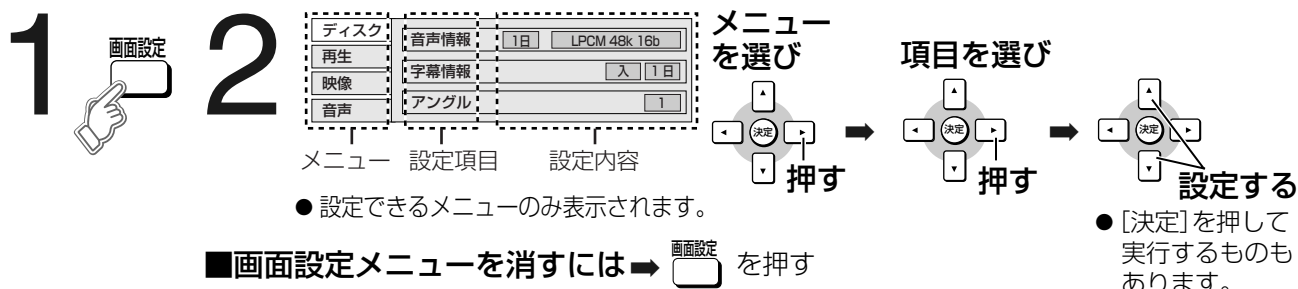 1
画面設定
2
ディスク
再生
映像
音声
音声情報 1日 LPCM 48k 16b
字幕情報 入 1日
アングル 1
メニュー 設定項目 設定内容
●設定できるメニューのみ表示されます。
メニュー
を選び
決定
押す
項目を選び
決定
押す
決定
設定する
●[決定]を押して
実行するものも
あります。
■画面設定メニューを消すには➡ 画面設定 を押す